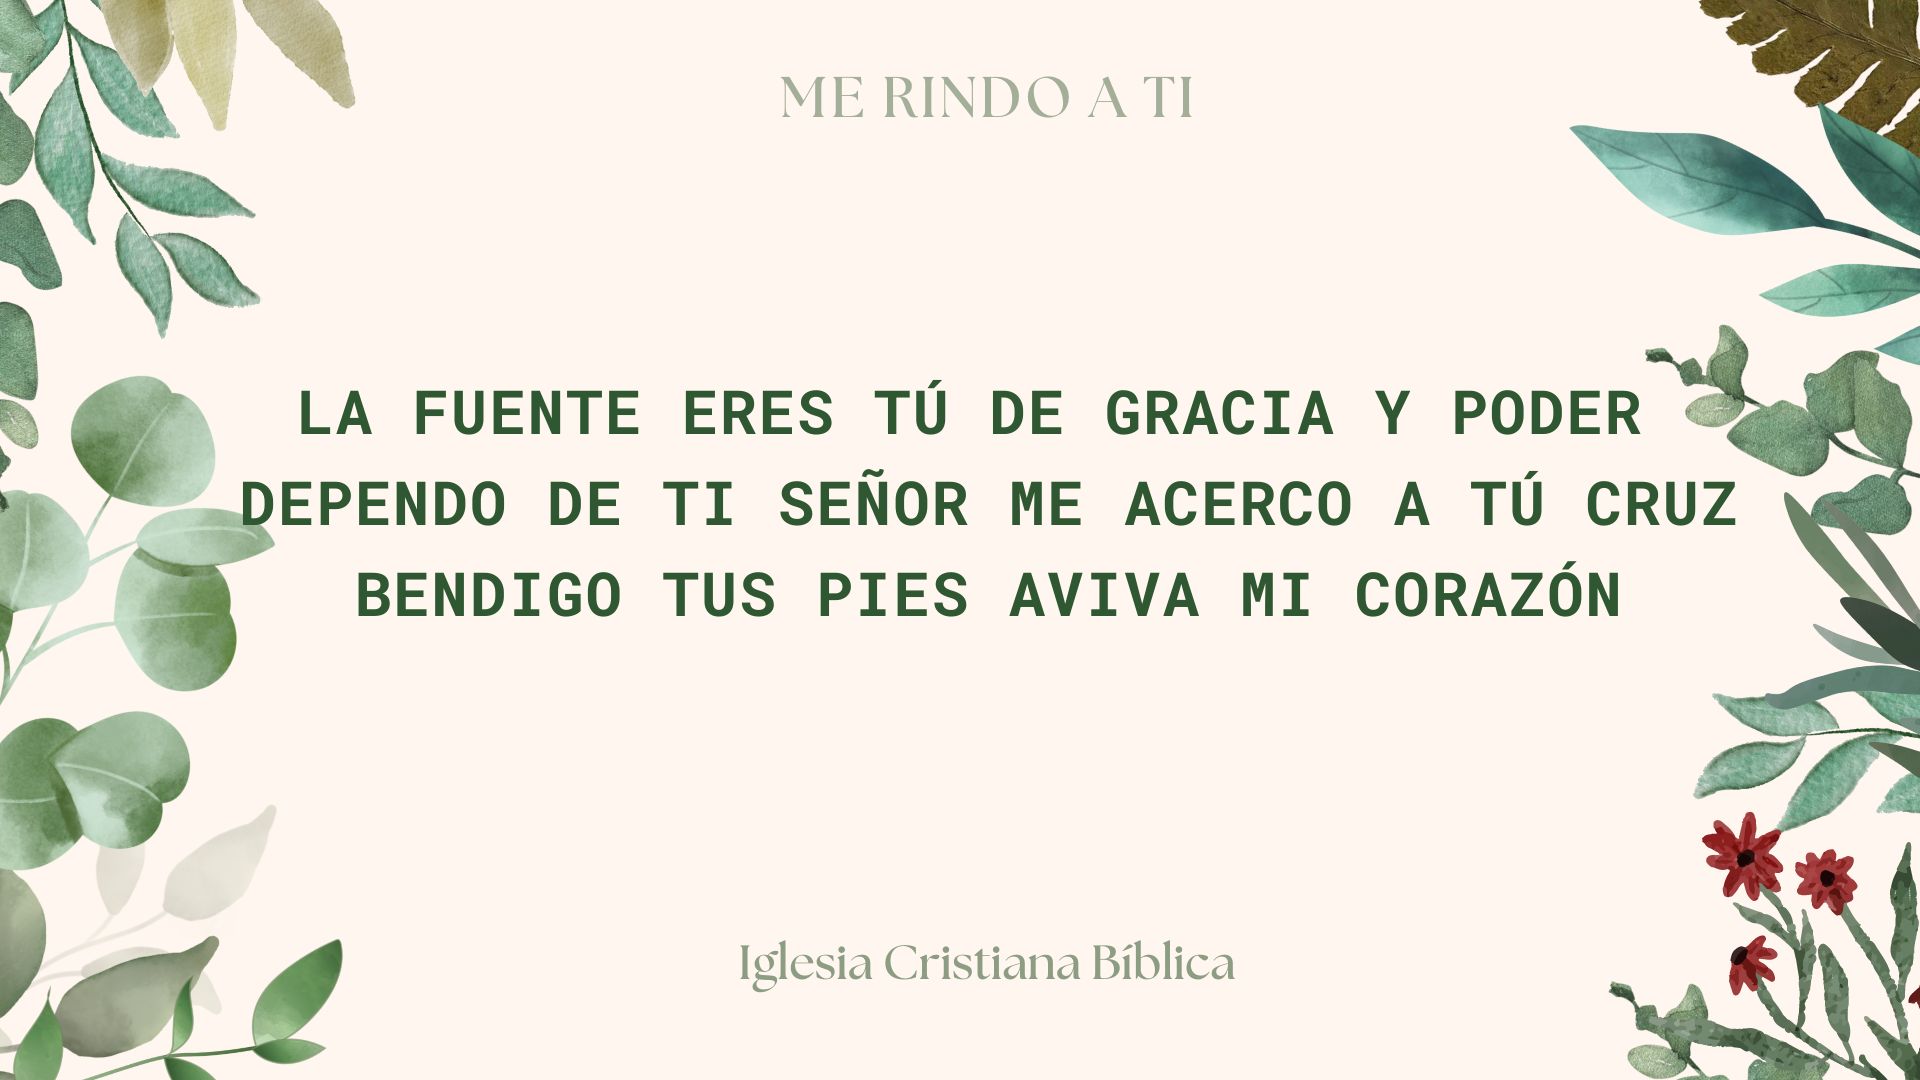 ME RINDO A TI
LA FUENTE ERES TÚ DE GRACIA Y PODER
DEPENDO DE TI SEÑOR ME ACERCO A TÚ CRUZ
BENDIGO TUS PIES AVIVA MI CORAZÓN
Iglesia Cristiana Bíblica